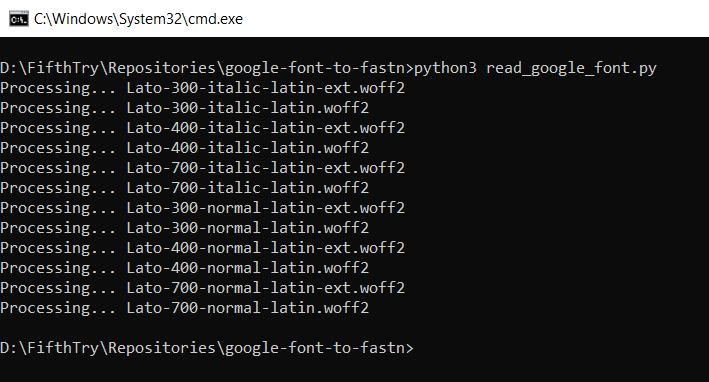 C:\Windows\System32\cmd.exe
D:\FifthTry\Repositories\google-font-to-fastn>python3 read_google_font.py
Processing... Lato-300-italic-latin-ext.woff2
Processing... Lato-300-italic-latin.woff2
Processing... Lato-400-italic-latin-ext.woff2
Processing... Lato-400-italic-latin.woff2
Processing... Lato-700-italic-latin-ext.woff2
Processing... Lato-700-italic-latin.woff2
Processing... Lato-300-normal-latin-ext.woff2
Processing... Lato-300-normal-latin.woff2
Processing... Lato-400-normal-latin-ext.woff2
Processing... Lato-400-normal-latin.woff2
Processing... Lato-700-normal-latin-ext.woff2
Processing... Lato-700-normal-latin.woff2
D:\FifthTry\Repositories\google-font-to-fastn>